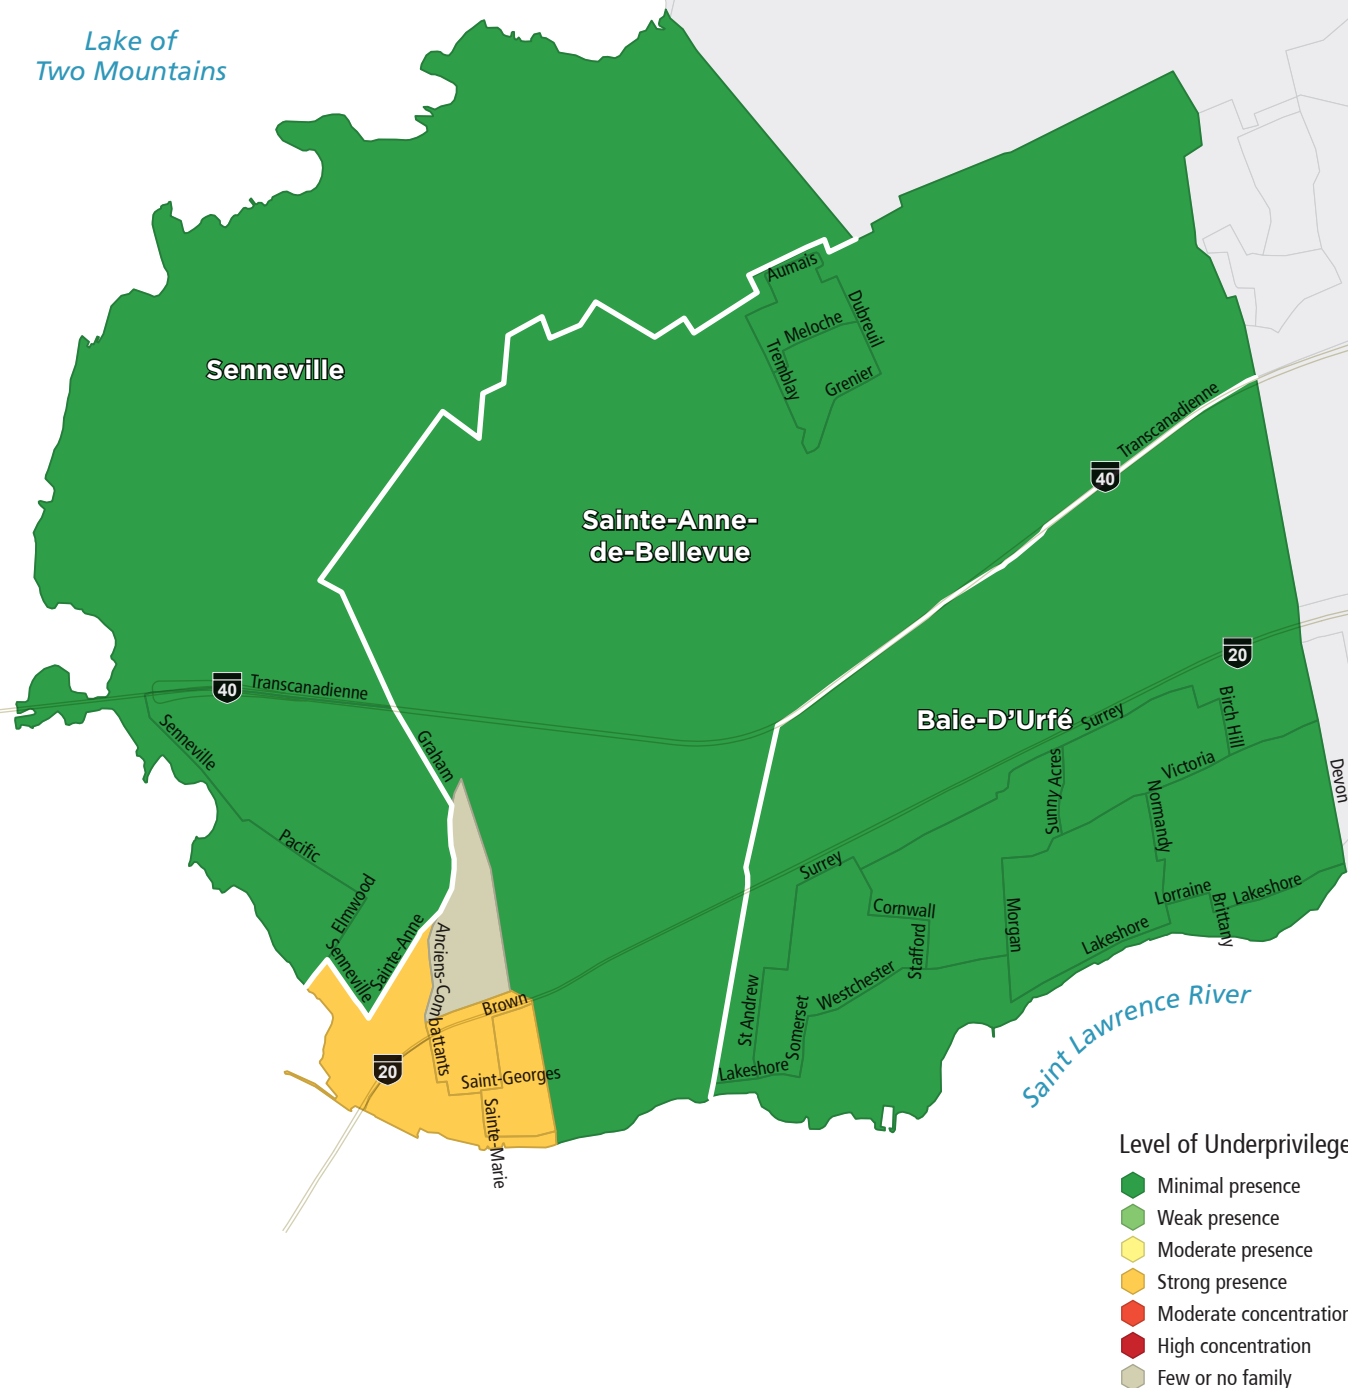 Lake of
Two Mountains
Aumais
Dubreuil
Meloche
Tremblay
Grenier
Senneville
Transcanadienne
40
Sainte-Anne-
de-Bellevue
20
40
Transcanadienne
Senneville
Graham
Baie-D'Urfé
Surrey
Birch Hill
Victoria
Sunny Acres
Normandy
Devon
Pacific
Elmwood
Senneville
Sainte-Anne
Anciens-Combattants
Surrey
Cornwall
Stafford
Morgan
Lorraine
Brittany
Lakeshore
Lakeshore
Westchester
St Andrew
Somerset
Lakeshore
Brown
20
Saint-Georges
Sainte-Marie
Saint Lawrence River
Level of Underprivilege
Minimal presence
Weak presence
Moderate presence
Strong presence
Moderate concentration
High concentration
Few or no family